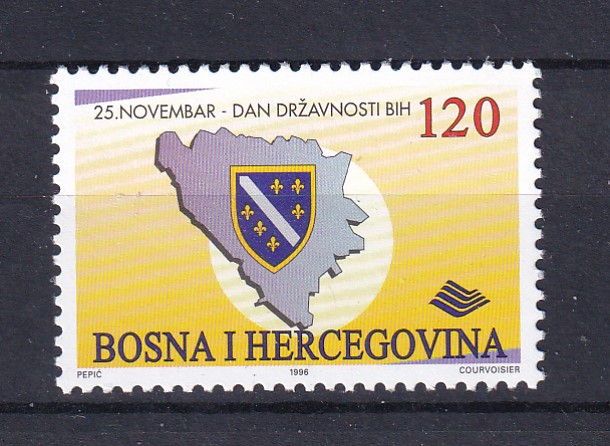 25.NOVEMBAR - DAN DRŽAVNOSTI BIH 120
BOSNA I HERCEGOVINA
PEPIĆ 1996 COURVOISIER